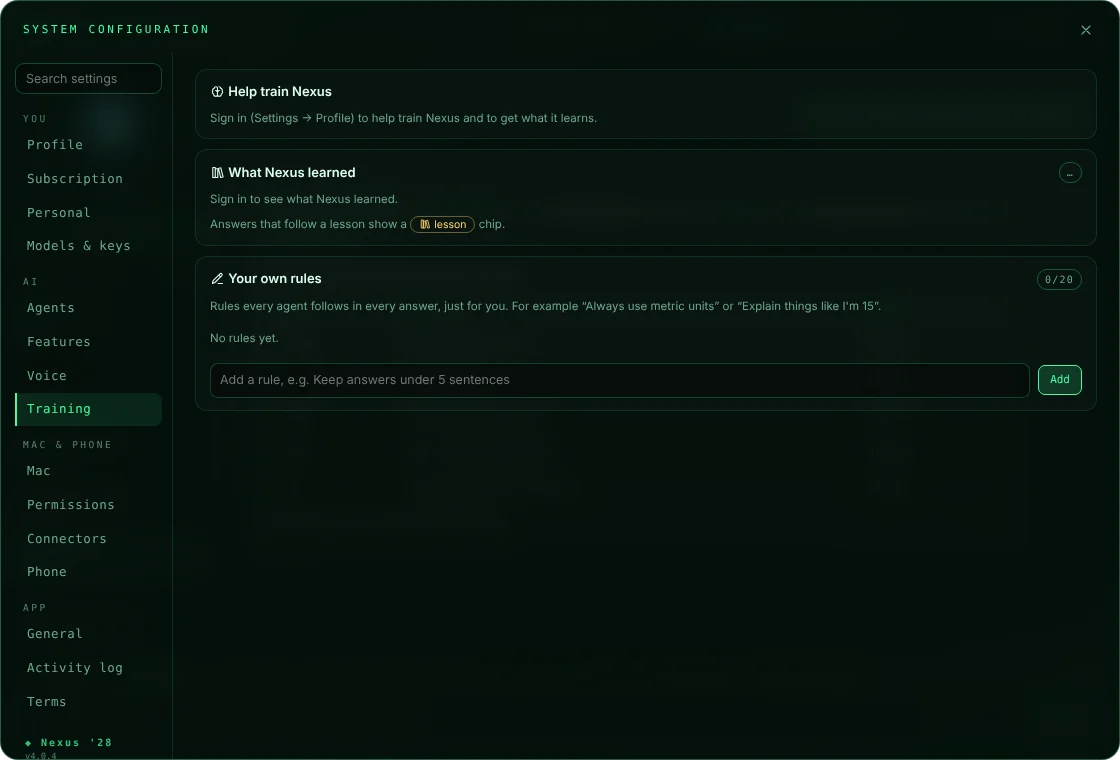 SYSTEM CONFIGURATION
Search settings
YOU
Profile
Subscription
Personal
Models & keys
AI
Agents
Features
Voice
Training
MAC & PHONE
Mac
Permissions
Connectors
Phone
APP
General
Activity log
Terms
◆ Nexus '28
v4.0.4
Help train Nexus
Sign in (Settings → Profile) to help train Nexus and to get what it learns.
What Nexus learned
…
Sign in to see what Nexus learned.
Answers that follow a lesson show a lesson chip.
Your own rules
0/20
Rules every agent follows in every answer, just for you. For example “Always use metric units” or “Explain things like I'm 15”.
No rules yet.
Add a rule, e.g. Keep answers under 5 sentences
Add